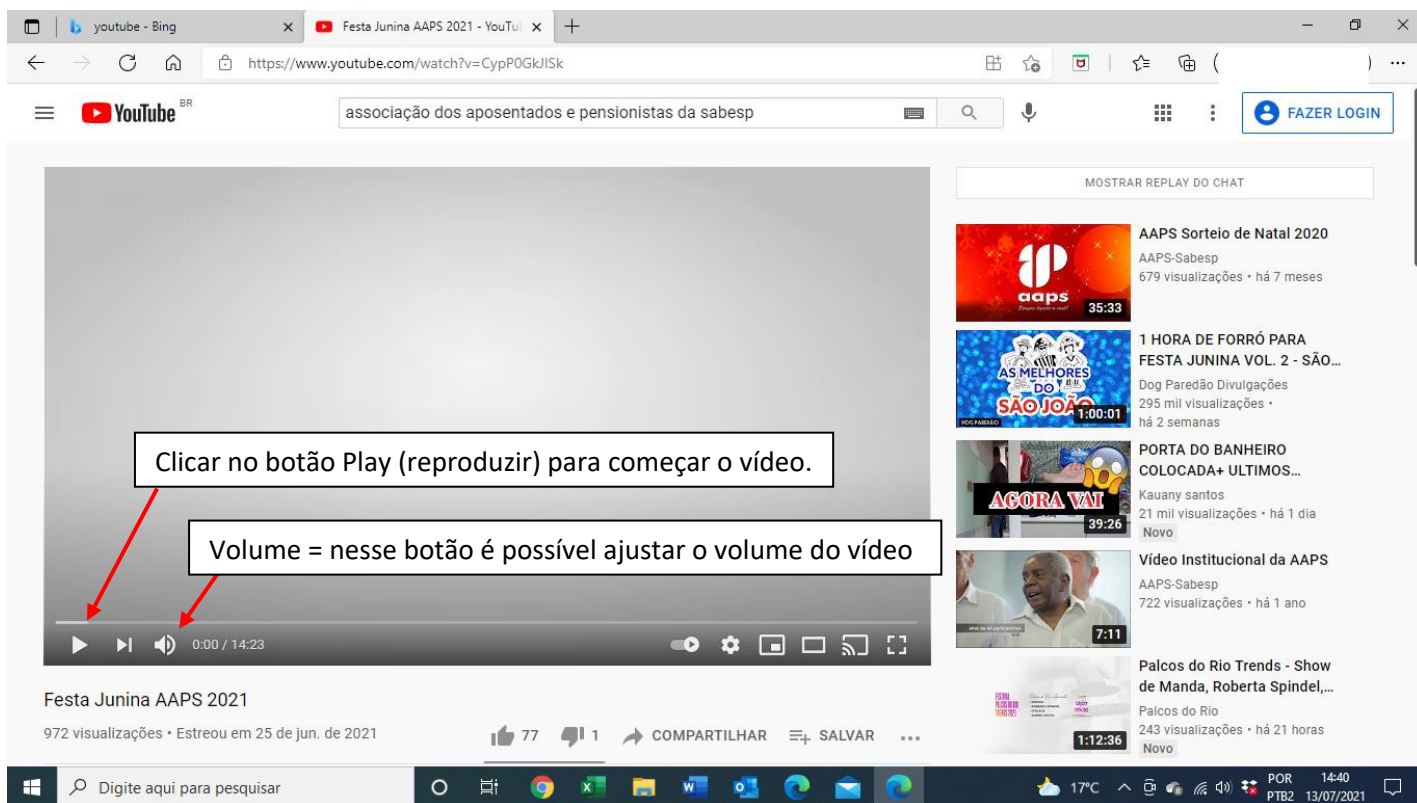 youtube - Bing
Festa Junina AAPS 2021 - YouTu
https://www.youtube.com/watch?v=CypP0GkJISk
YouTube BR
associação dos aposentados e pensionistas da sabesp
FAZER LOGIN
MOSTRAR REPLAY DO CHAT
aaps
35:33
AAPS Sorteio de Natal 2020
AAPS-Sabesp
679 visualizações • há 7 meses
AS MELHORES
DO
SÃO JOÃO
1:00:01
1 HORA DE FORRÓ PARA
FESTA JUNINA VOL. 2 - SÃO...
Dog Paredão Divulgações
295 mil visualizações •
há 2 semanas
AGORA VAI
39:26
PORTA DO BANHEIRO
COLOCADA+ ULTIMOS...
Kauany santos
21 mil visualizações • há 1 dia
Novo
7:11
Vídeo Institucional da AAPS
AAPS-Sabesp
722 visualizações • há 1 ano
1:12:36
Palcos do Rio Trends - Show
de Manda, Roberta Spindel,...
Palcos do Rio
243 visualizações • há 21 horas
Novo
Clicar no botão Play (reproduzir) para começar o vídeo.
Volume = nesse botão é possível ajustar o volume do vídeo
0:00 / 14:23
Festa Junina AAPS 2021
972 visualizações • Estreou em 25 de jun. de 2021
77 1 COMPARTILHAR SALVAR
Digite aqui para pesquisar
17°C
POR 14:40
PTB2 13/07/2021